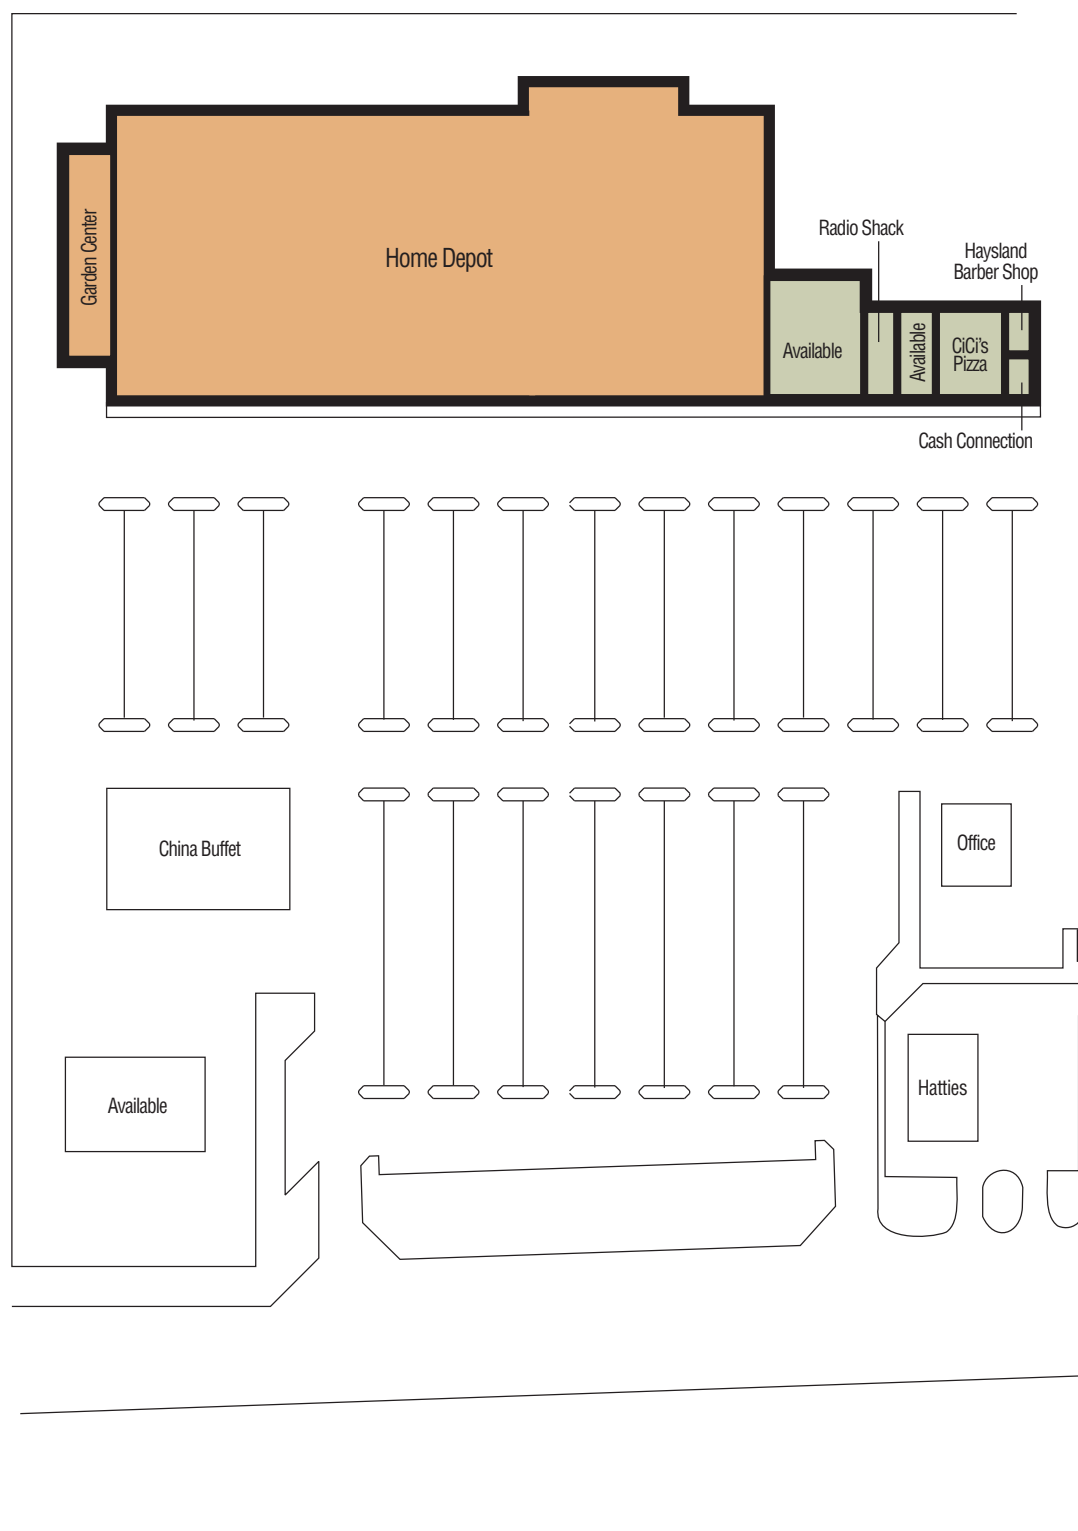 Garden Center
Home Depot
Radio Shack
Haysland
Barber Shop
Available
Available
CiCi's
Pizza
Cash Connection
China Buffet
Office
Available
Hatties